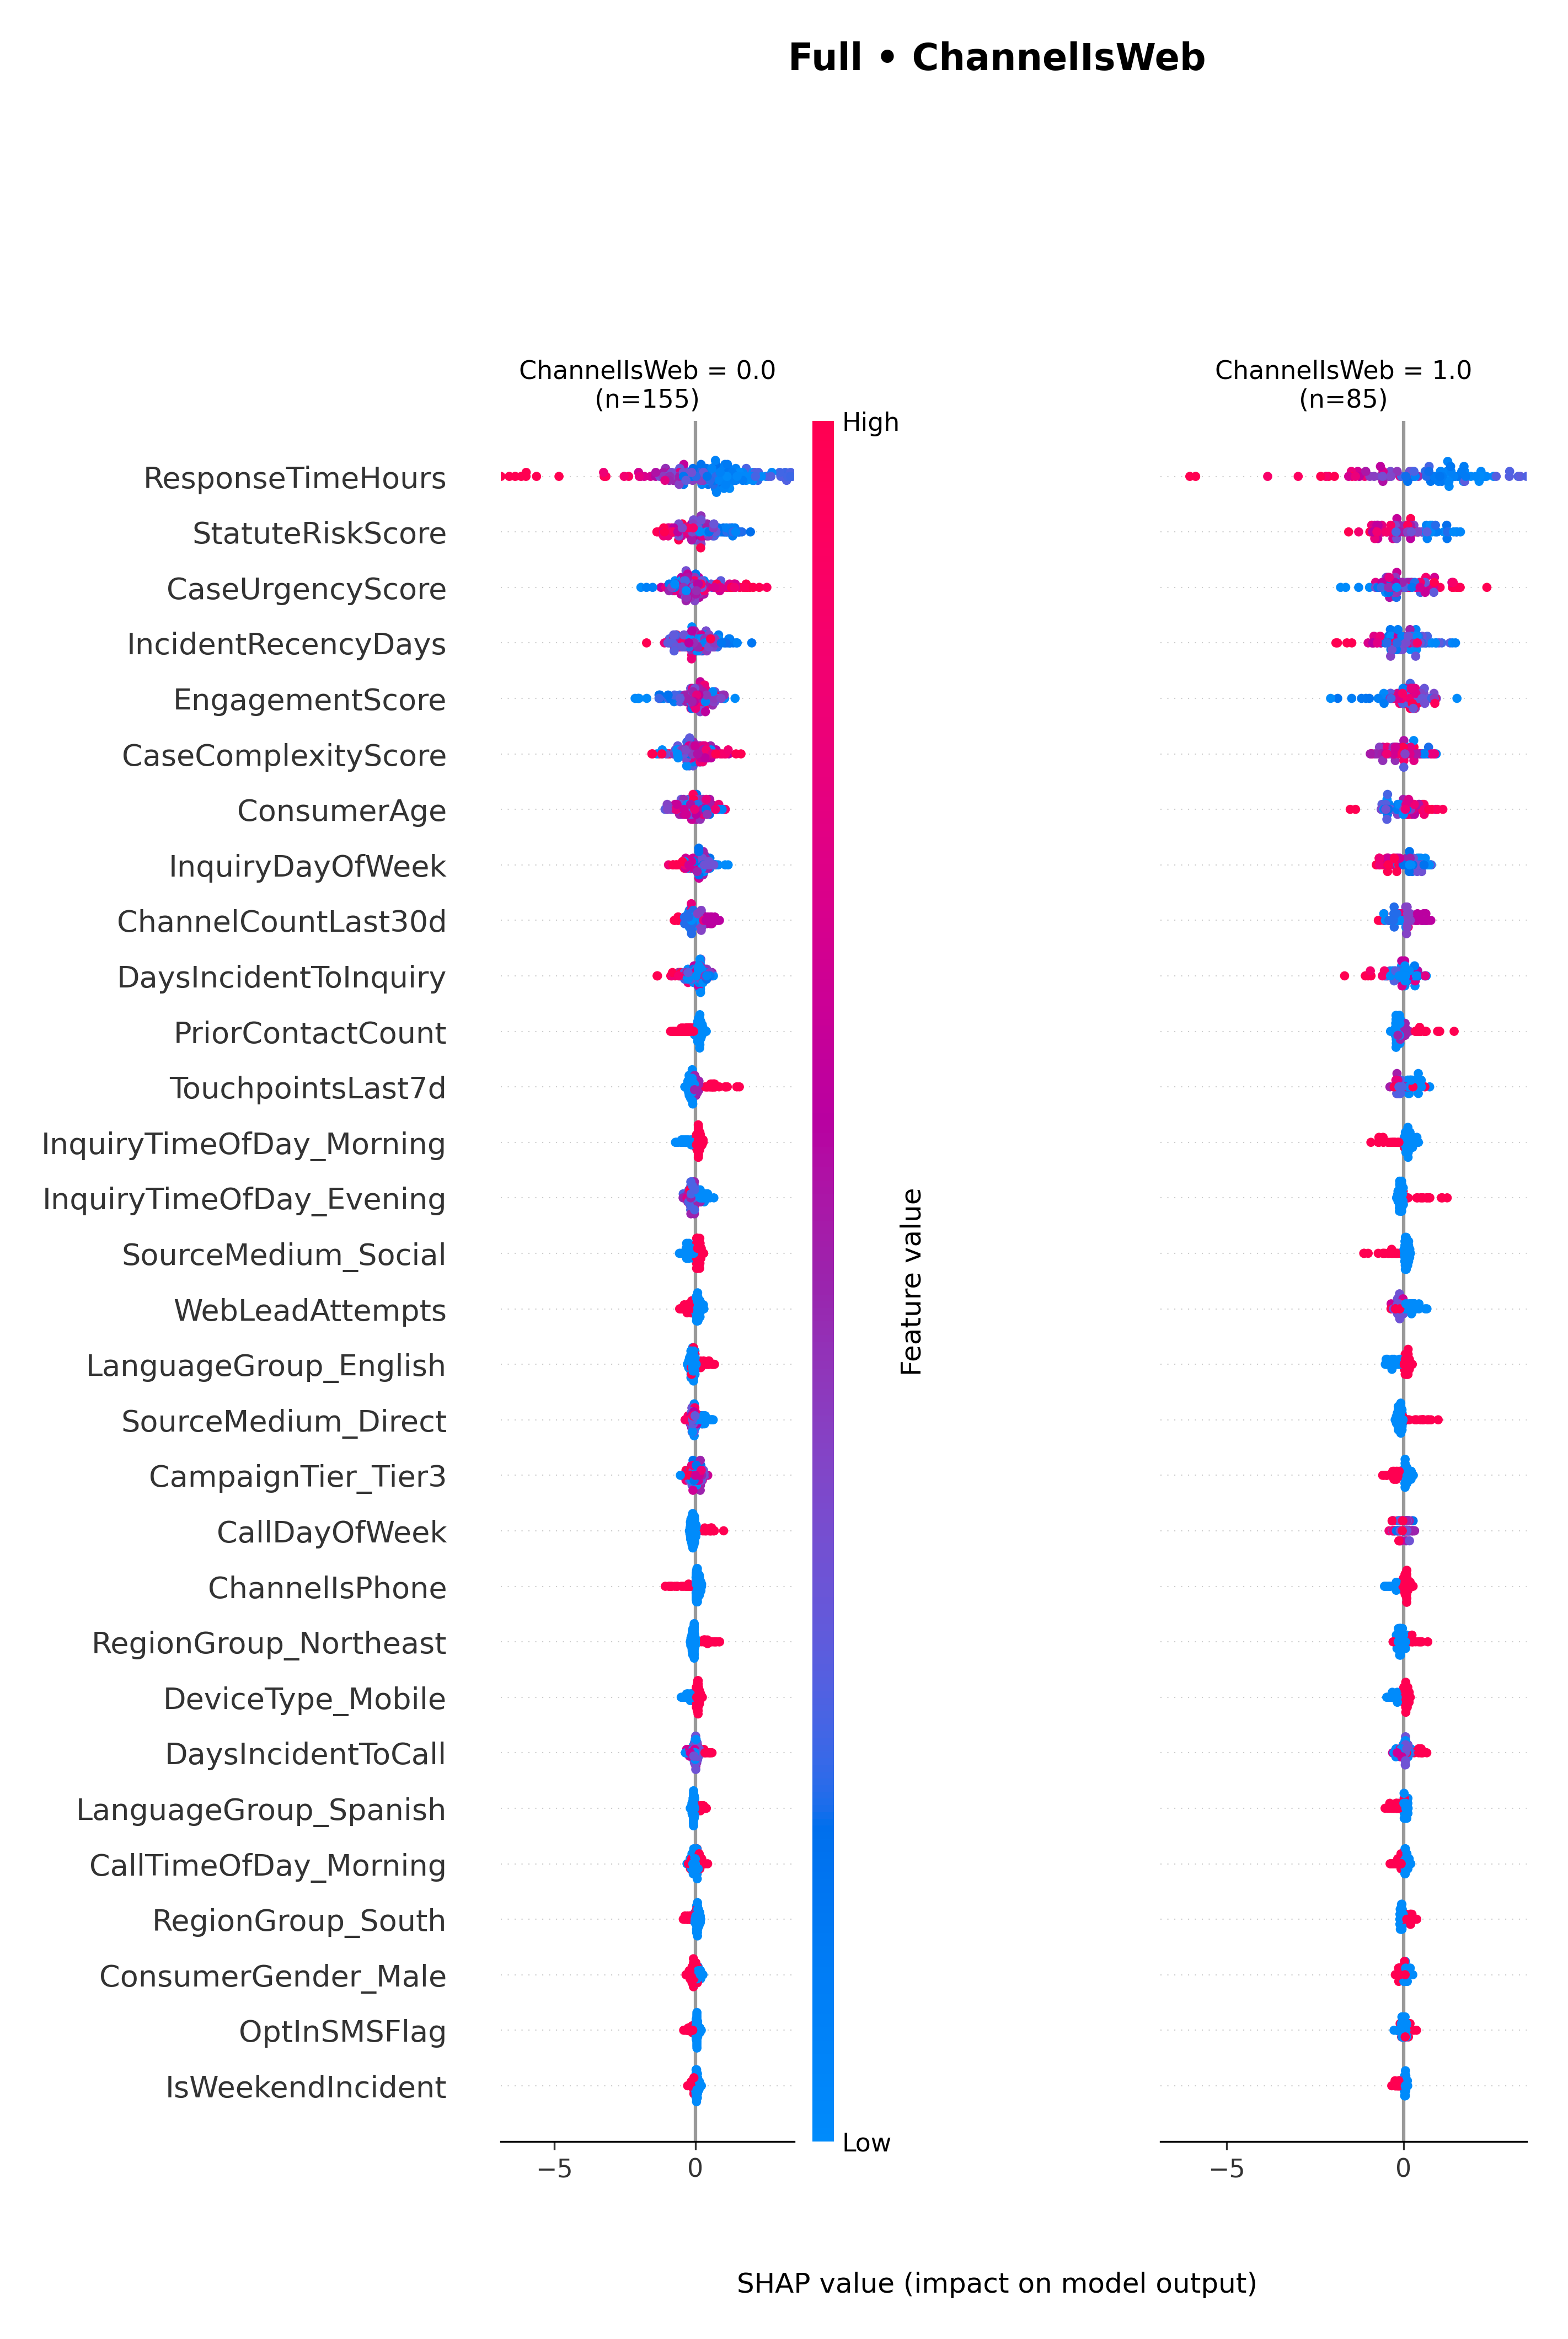 Full • ChannelIsWeb
ChannelIsWeb = 0.0
(n=155)
ChannelIsWeb = 1.0
(n=85)
High
ResponseTimeHours
StatuteRiskScore
CaseUrgencyScore
IncidentRecencyDays
EngagementScore
CaseComplexityScore
ConsumerAge
InquiryDayOfWeek
ChannelCountLast30d
DaysIncidentToInquiry
PriorContactCount
TouchpointsLast7d
InquiryTimeOfDay_Morning
InquiryTimeOfDay_Evening
SourceMedium_Social
WebLeadAttempts
LanguageGroup_English
SourceMedium_Direct
CampaignTier_Tier3
CallDayOfWeek
ChannelIsPhone
RegionGroup_Northeast
DeviceType_Mobile
DaysIncidentToCall
LanguageGroup_Spanish
CallTimeOfDay_Morning
RegionGroup_South
ConsumerGender_Male
OptInSMSFlag
IsWeekendIncident
Feature value
Low
−5 0
−5 0
SHAP value (impact on model output)